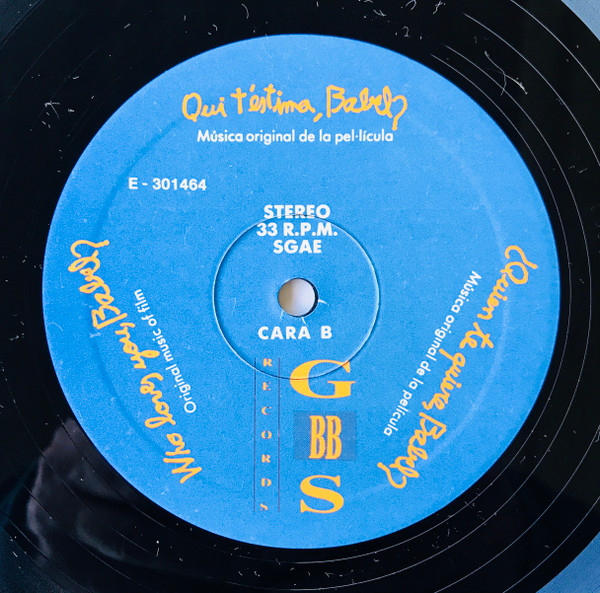 Qui t'éstima, Babel?
Música original de la pel·lícula
E - 301464
STEREO
33 R.P.M.
SGAE
CARA B
¿Quien te quiere, Babel?
Música original de la película
Who loves you, Babel?
Original music of film
RECORDS
G
BB
S